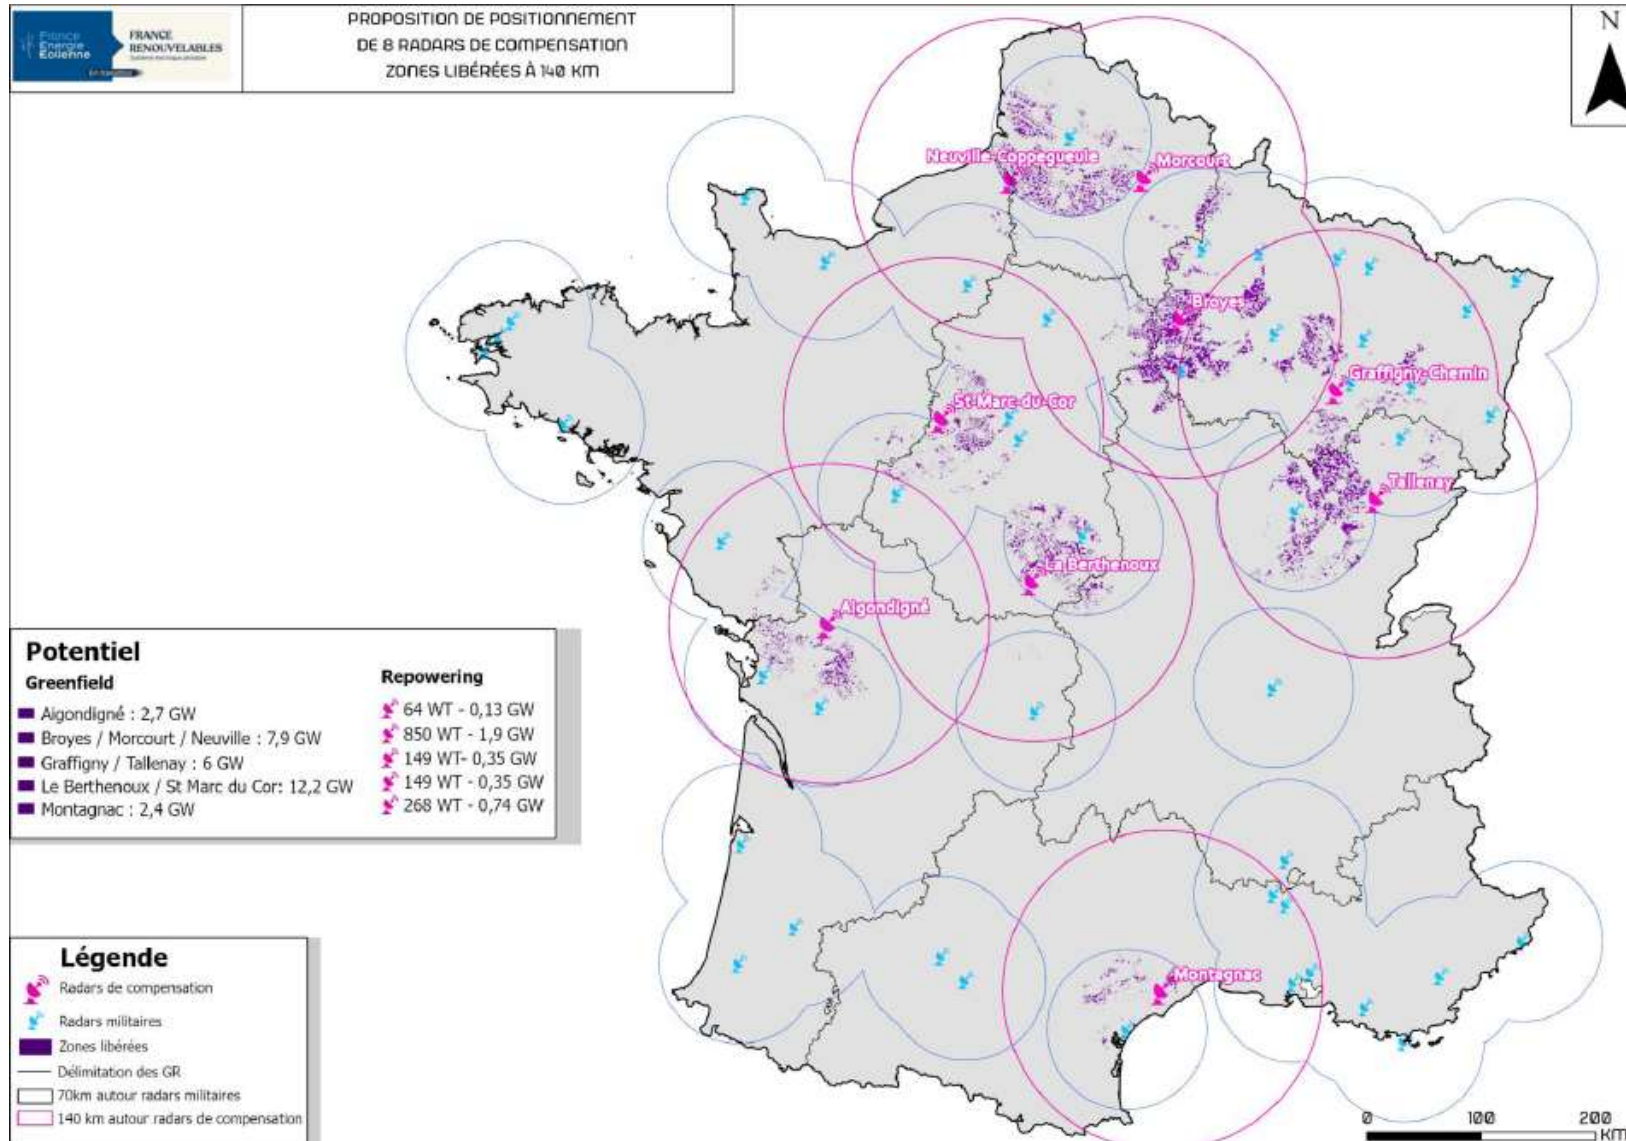 France
Energie
Eolienne
FRANCE
RENOUVELABLES
En transition
PROPOSITION DE POSITIONNEMENT
DE 8 RADARS DE COMPENSATION
ZONES LIBÉRÉES À 140 KM
N
Neuville-Coppegueule
Morcourt
Broyes
Graffigny-Chemin
St-Marc-du-Cor
Tallenay
La Berthenoux
Aigondigné
Montagnac
Potentiel
Greenfield
Aigondigné : 2,7 GW
Broyes / Morcourt / Neuville : 7,9 GW
Graffigny / Tallenay : 6 GW
Le Berthenoux / St Marc du Cor: 12,2 GW
Montagnac : 2,4 GW
Repowering
64 WT - 0,13 GW
850 WT - 1,9 GW
149 WT- 0,35 GW
149 WT - 0,35 GW
268 WT - 0,74 GW
Légende
Radars de compensation
Radars militaires
Zones libérées
Délimitation des GR
70km autour radars militaires
140 km autour radars de compensation
0 100 200
KM